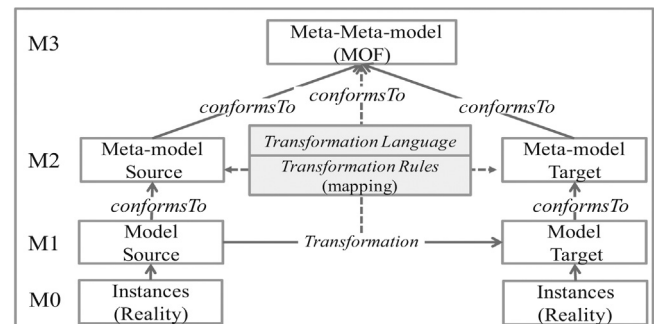 M3
Meta-Meta-model
(MOF)
conformsTo
conformsTo
conformsTo
M2
Meta-model
Source
Transformation Language
Transformation Rules
(mapping)
Meta-model
Target
conformsTo
conformsTo
M1
Model
Source
Transformation
Model
Target
M0
Instances
(Reality)
Instances
(Reality)